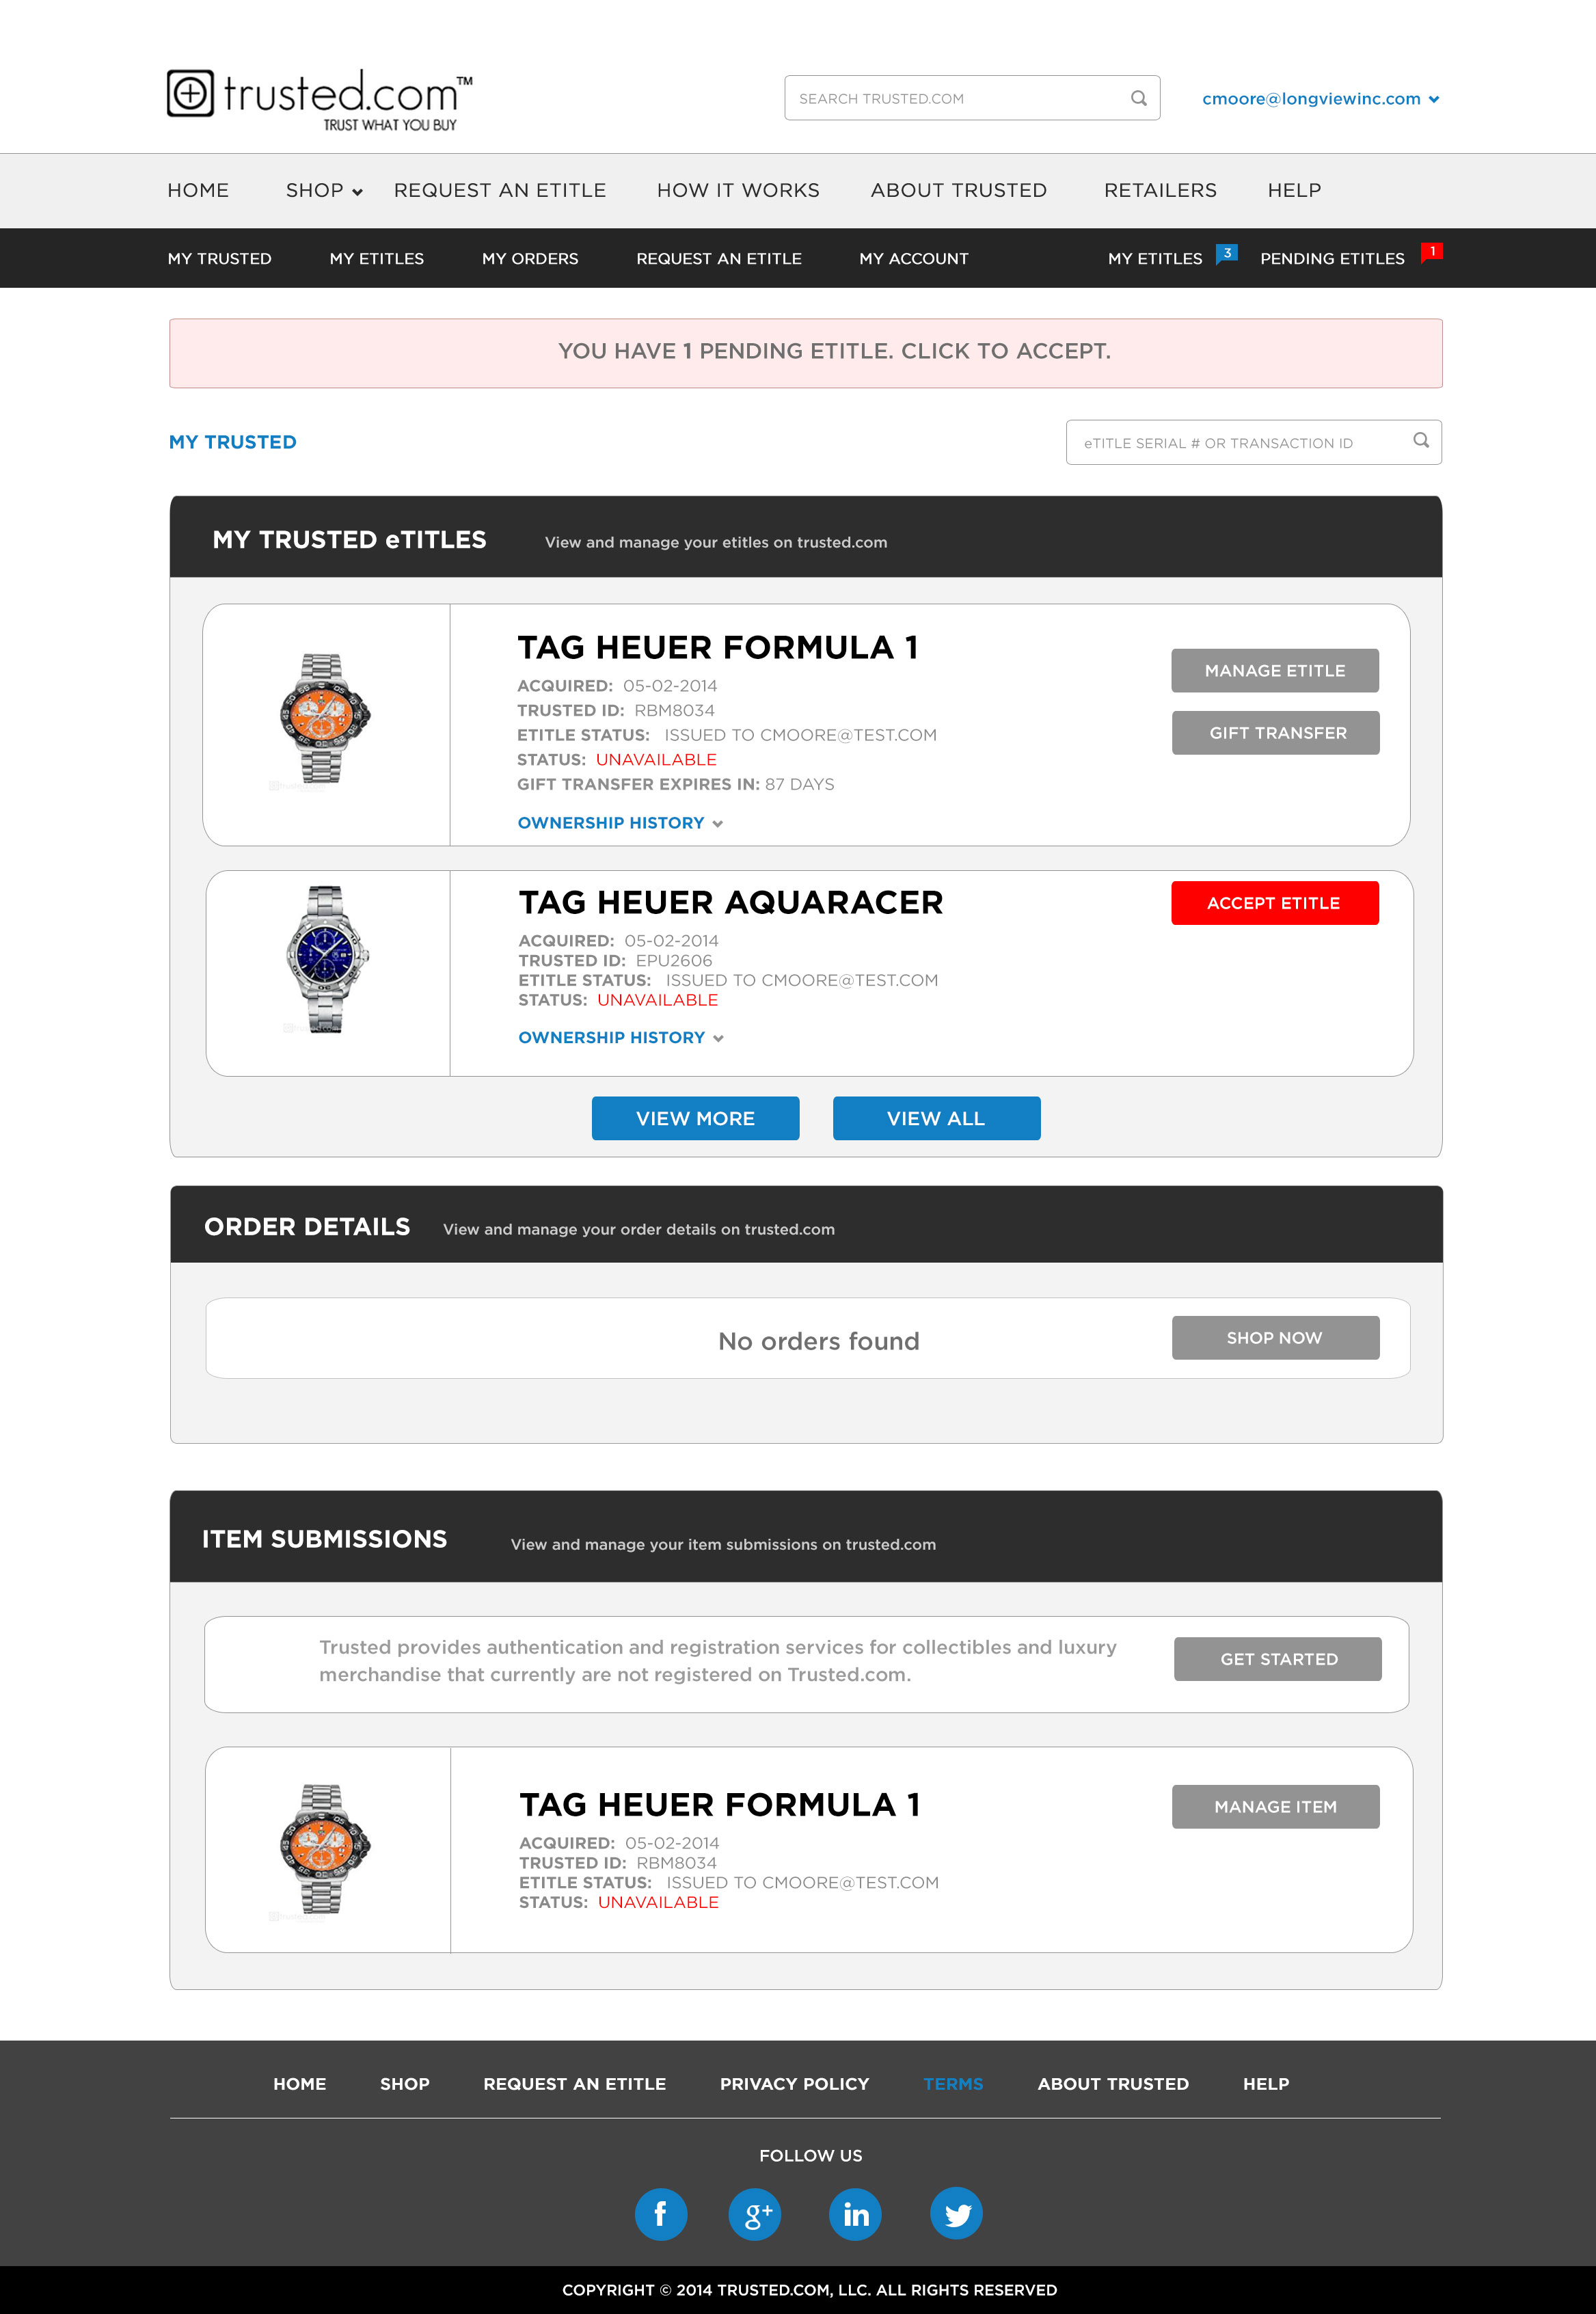 trusted.com™
TRUST WHAT YOU BUY
SEARCH TRUSTED.COM
cmoore@longviewinc.com
HOME SHOP REQUEST AN ETITLE HOW IT WORKS ABOUT TRUSTED RETAILERS HELP
MY TRUSTED MY ETITLES MY ORDERS REQUEST AN ETITLE MY ACCOUNT MY ETITLES 3 PENDING ETITLES 1
YOU HAVE 1 PENDING ETITLE. CLICK TO ACCEPT.
MY TRUSTED
eTITLE SERIAL # OR TRANSACTION ID
MY TRUSTED eTITLES View and manage your etitles on trusted.com
TAG HEUER FORMULA 1
ACQUIRED: 05-02-2014
TRUSTED ID: RBM8034
ETITLE STATUS: ISSUED TO CMOORE@TEST.COM
STATUS: UNAVAILABLE
GIFT TRANSFER EXPIRES IN: 87 DAYS
OWNERSHIP HISTORY
MANAGE ETITLE
GIFT TRANSFER
TAG HEUER AQUARACER
ACQUIRED: 05-02-2014
TRUSTED ID: EPU2606
ETITLE STATUS: ISSUED TO CMOORE@TEST.COM
STATUS: UNAVAILABLE
OWNERSHIP HISTORY
ACCEPT ETITLE
VIEW MORE VIEW ALL
ORDER DETAILS View and manage your order details on trusted.com
No orders found
SHOP NOW
ITEM SUBMISSIONS View and manage your item submissions on trusted.com
Trusted provides authentication and registration services for collectibles and luxury
merchandise that currently are not registered on Trusted.com.
GET STARTED
TAG HEUER FORMULA 1
ACQUIRED: 05-02-2014
TRUSTED ID: RBM8034
ETITLE STATUS: ISSUED TO CMOORE@TEST.COM
STATUS: UNAVAILABLE
MANAGE ITEM
HOME SHOP REQUEST AN ETITLE PRIVACY POLICY TERMS ABOUT TRUSTED HELP
FOLLOW US
f g+ in
COPYRIGHT © 2014 TRUSTED.COM, LLC. ALL RIGHTS RESERVED